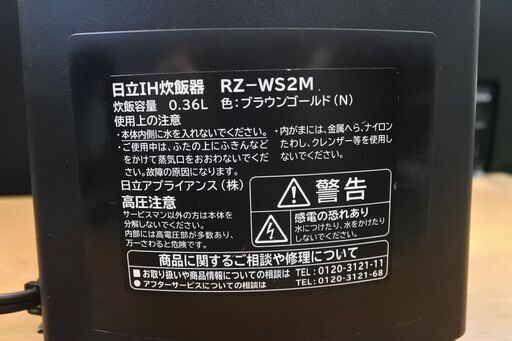 日立IH炊飯器 RZ-WS2M
炊飯容量 0.36L 色:ブラウンゴールド(N)
使用上の注意
・本体内側に水を入れないでください。
・ご使用中は、ふたの上にふきんなど
をかけて蒸気口をおおわないでくだ
さい。故障の原因になります。
・内がまには、金属へら、ナイロン
たわし、クレンザー等を使用し
ないでください。
日立アプライアンス(株)
高圧注意
サービスマン以外の方は本体を
分解しないでください。
内部には高電圧部が多数あり、
万一さわると危険です。
警告
感電の恐れあり
水につけたり、水をかけたり
しないでください。
商品に関するご相談や修理について
■お取り扱いや商品情報についての相談は TEL:0120-3121-11
●アフターサービスについての相談は TEL:0120-3121-68